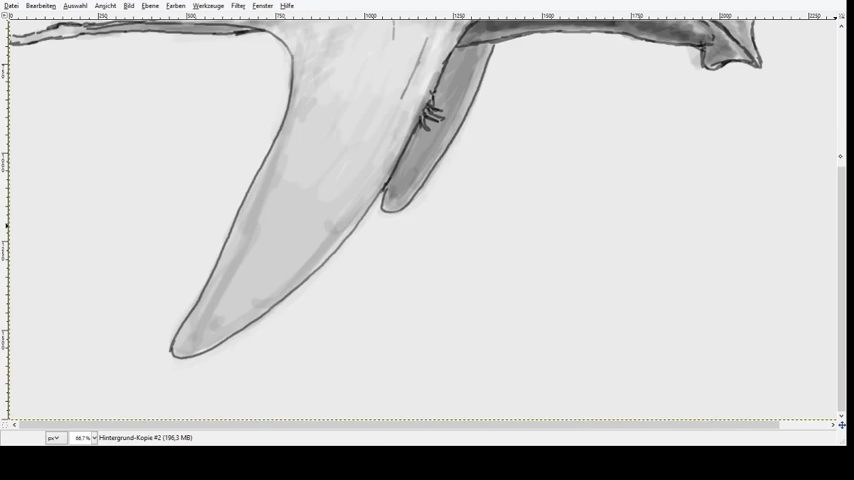 Datei Bearbeiten Auswahl Ansicht Bild Ebene Farben Werkzeuge Filter Fenster Hilfe
250 500 750 1000 1250 1500 1750 2000 2250
px 66,7 % Hintergrund-Kopie #2 (196,3 MB)